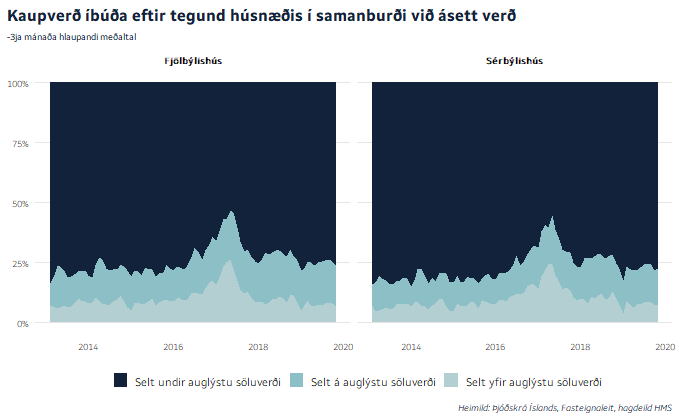 Kaupverð íbúða eftir tegund húsnæðis í samanburði við ásett verð
-3ja mánaða hlaupandi meðaltal
Fjölbýlishús
Sérbýlishús
100%
75%
50%
25%
0%
2014 2016 2018 2020
2014 2016 2018 2020
Selt undir auglýstu söluverði Selt á auglýstu söluverði Selt yfir auglýstu söluverði
Heimild: Þjóðskrá Íslands, Fasteignaleit, hagdeild HMS